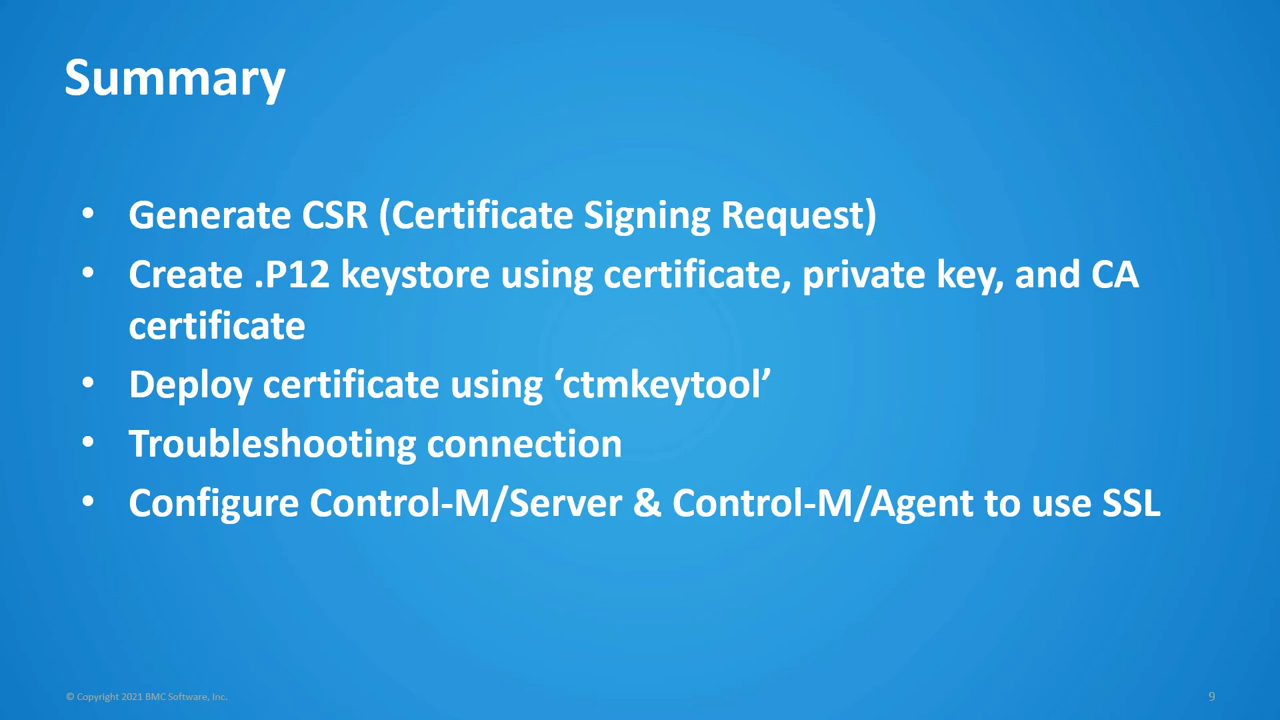 Summary
• Generate CSR (Certificate Signing Request)
• Create .P12 keystore using certificate, private key, and CA
certificate
• Deploy certificate using ‘ctmkeytool’
• Troubleshooting connection
• Configure Control-M/Server & Control-M/Agent to use SSL
© Copyright 2021 BMC Software, Inc.
9